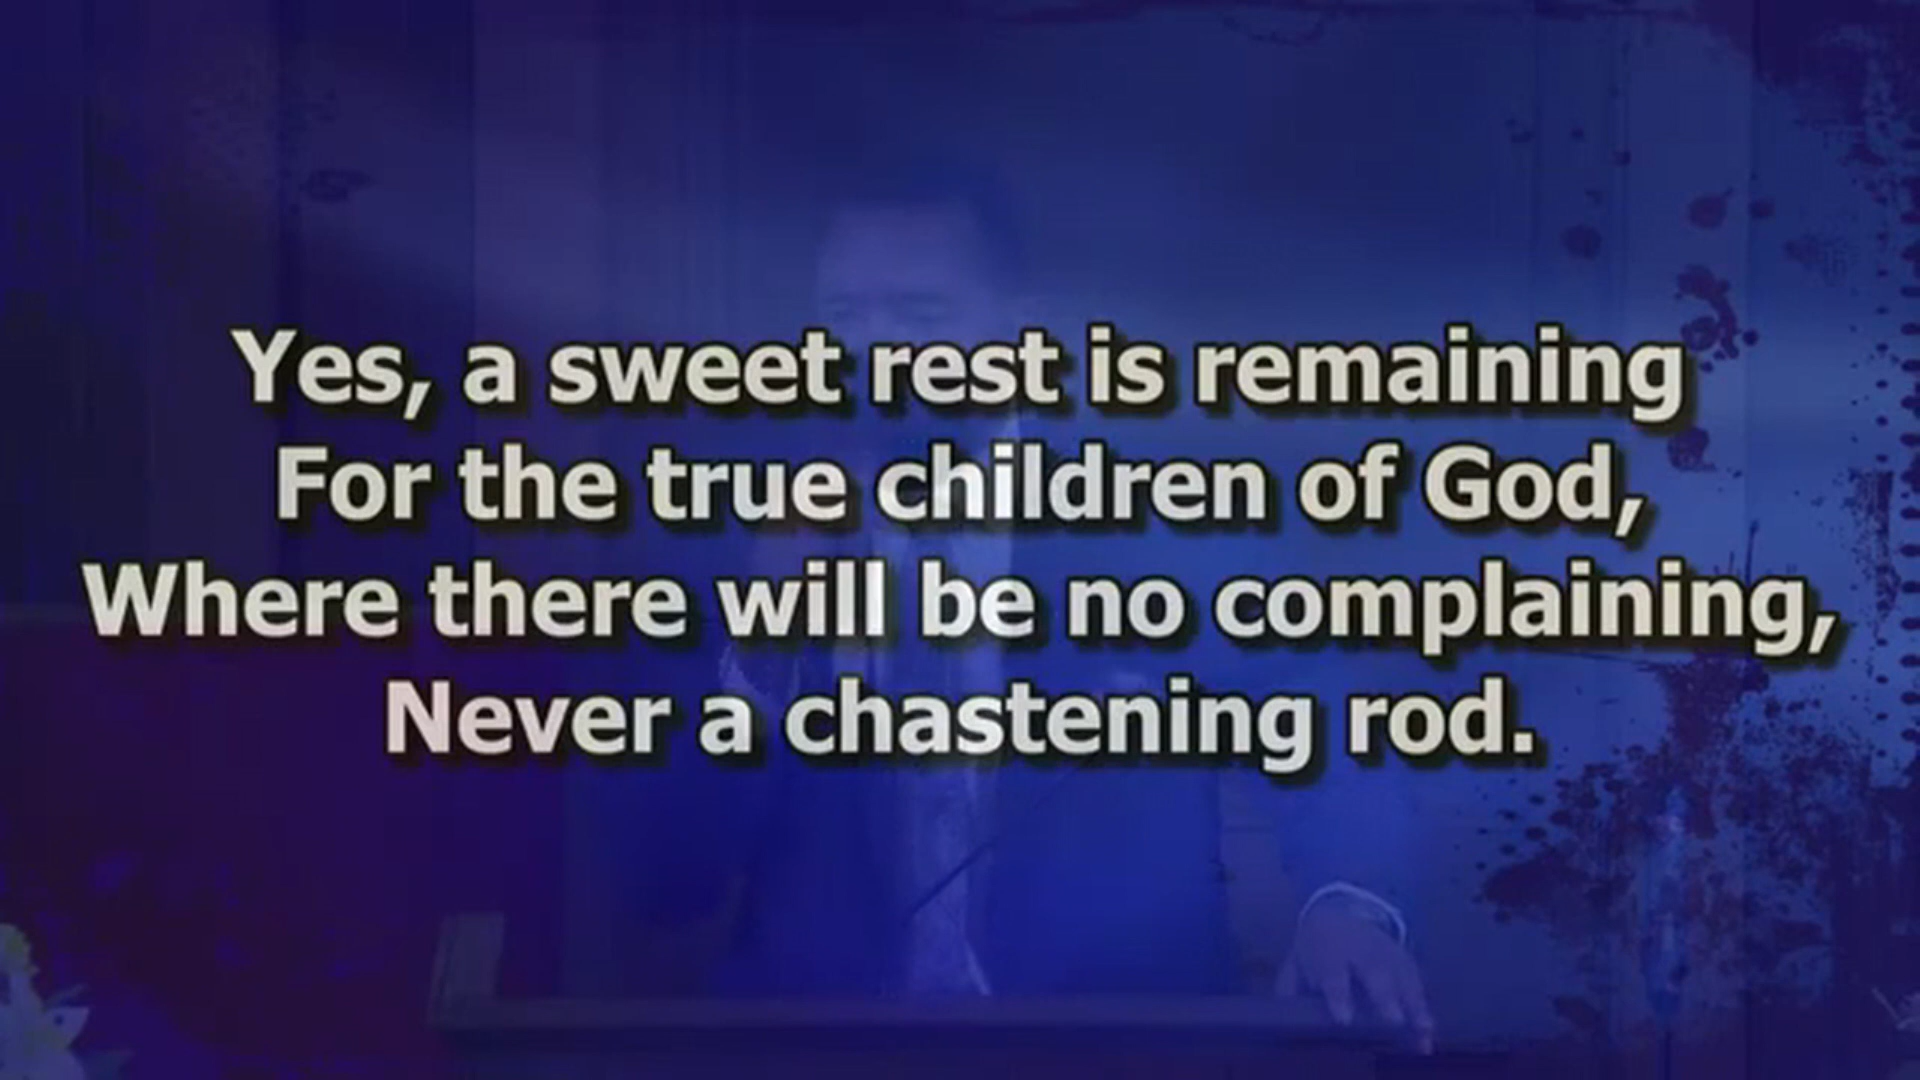 Yes, a sweet rest is remaining
For the true children of God,
Where there will be no complaining,
Never a chastening rod.